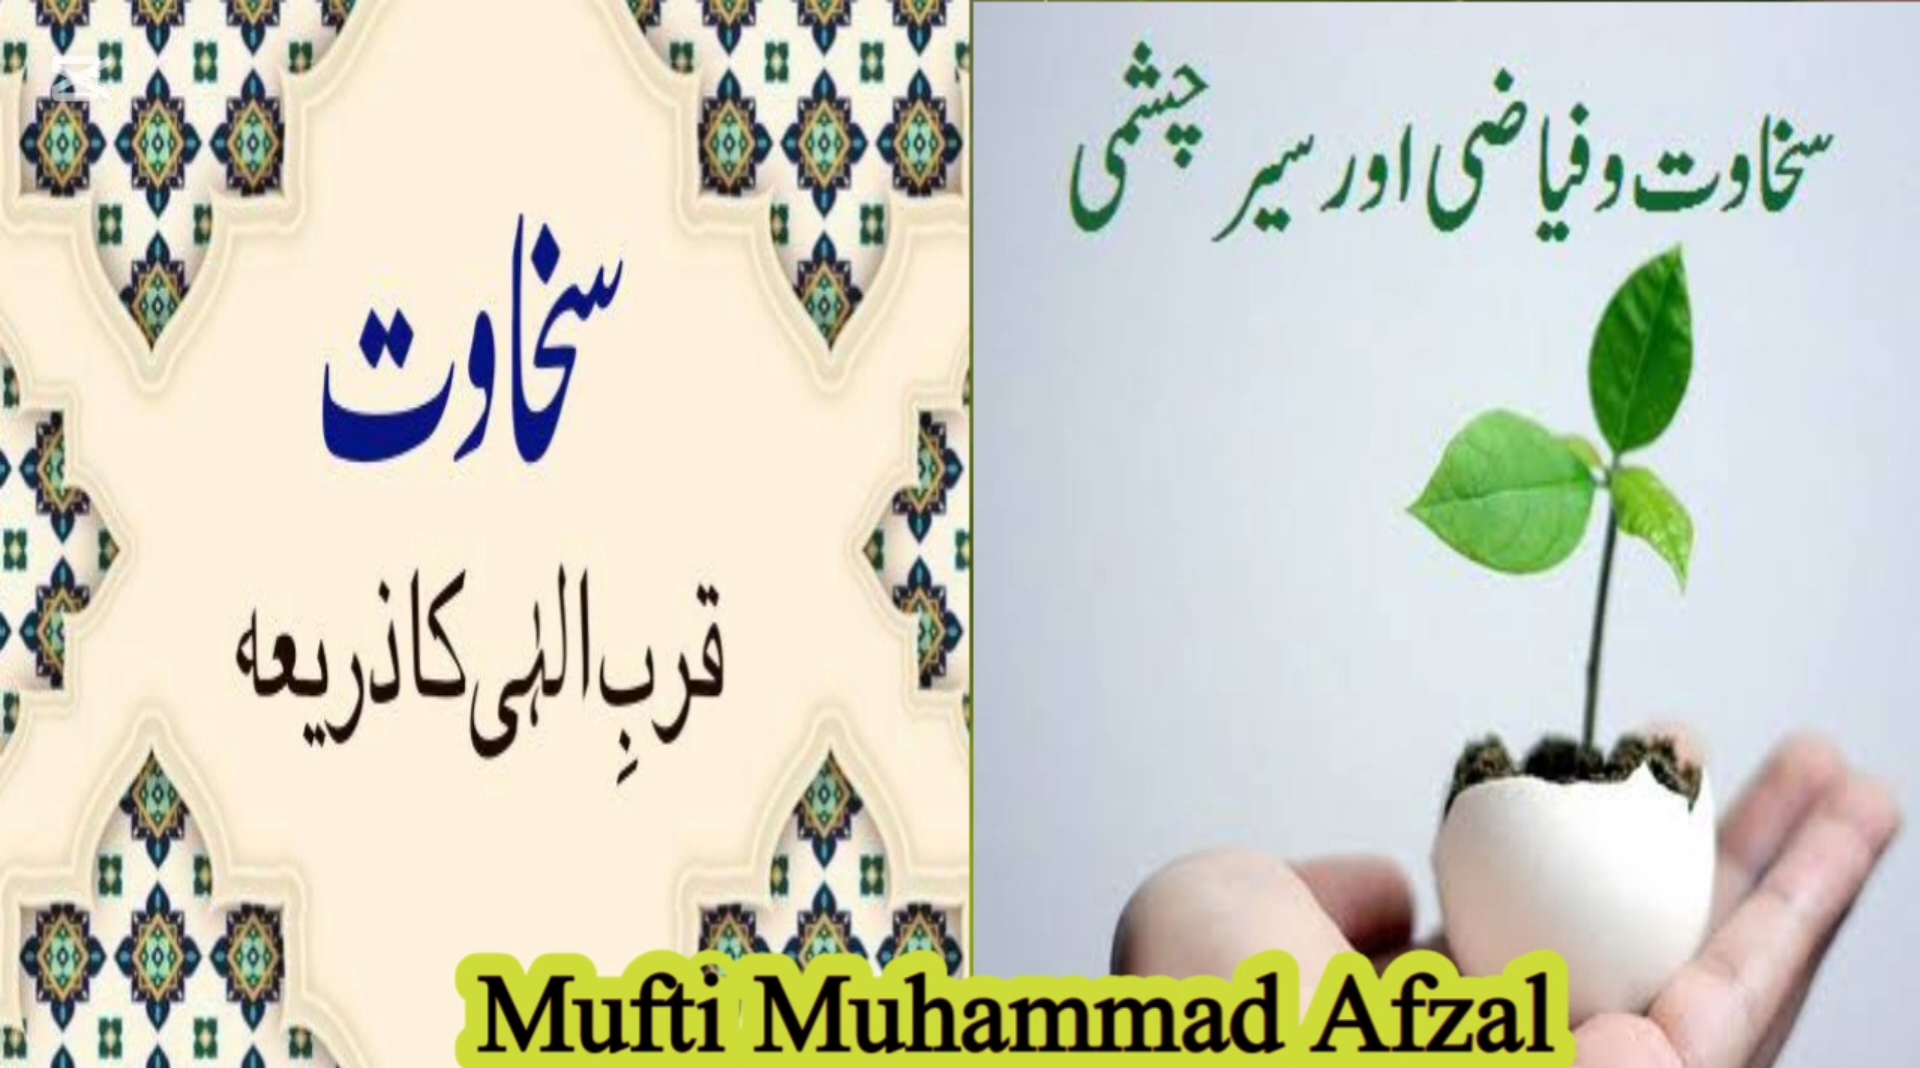 سخاوت
قربِ الٰہی کا ذریعہ
سخاوت و فیاضی اور سیر چشمی
Mufti Muhammad Afzal